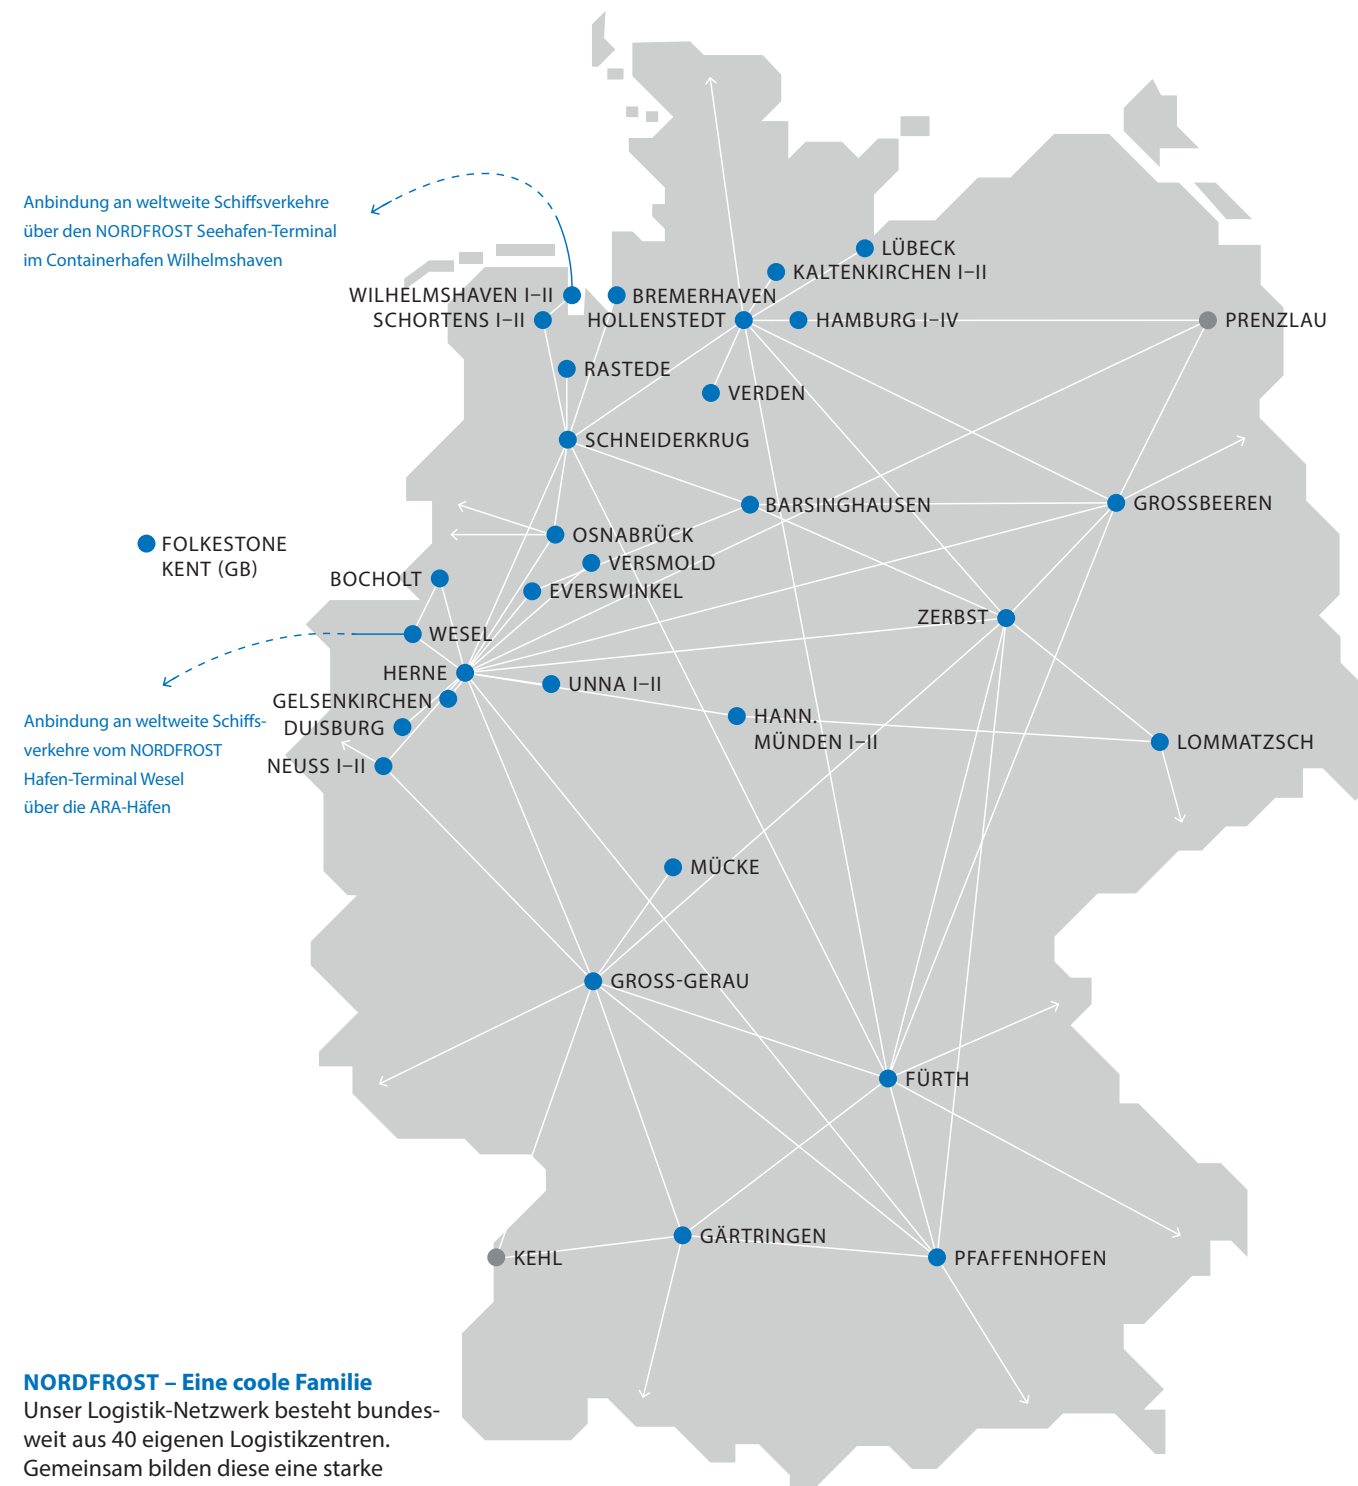 Anbindung an weltweite Schiffsverkehre
über den NORDFROST Seehafen-Terminal
im Containerhafen Wilhelmshaven
LÜBECK
KALTENKIRCHEN I–II
WILHELMSHAVEN I–II
BREMERHAVEN
SCHORTENS I–II
HOLLENSTEDT
HAMBURG I–IV
PRENZLAU
RASTEDE
VERDEN
SCHNEIDERKRUG
BARSINGHAUSEN
GROSSBEEREN
OSNABRÜCK
FOLKESTONE
KENT (GB)
VERSMOLD
BOCHOLT
EVERSWINKEL
ZERBST
WESEL
HERNE
UNNA I–II
GELSENKIRCHEN
DUISBURG
HANN.
MÜNDEN I–II
LOMMATZSCH
NEUSS I–II
Anbindung an weltweite Schiffs-
verkehre vom NORDFROST
Hafen-Terminal Wesel
über die ARA-Häfen
MÜCKE
GROSS-GERAU
FÜRTH
GÄRTRINGEN
KEHL
PFAFFENHOFEN
NORDFROST – Eine coole Familie
Unser Logistik-Netzwerk besteht bundes-
weit aus 40 eigenen Logistikzentren.
Gemeinsam bilden diese eine starke